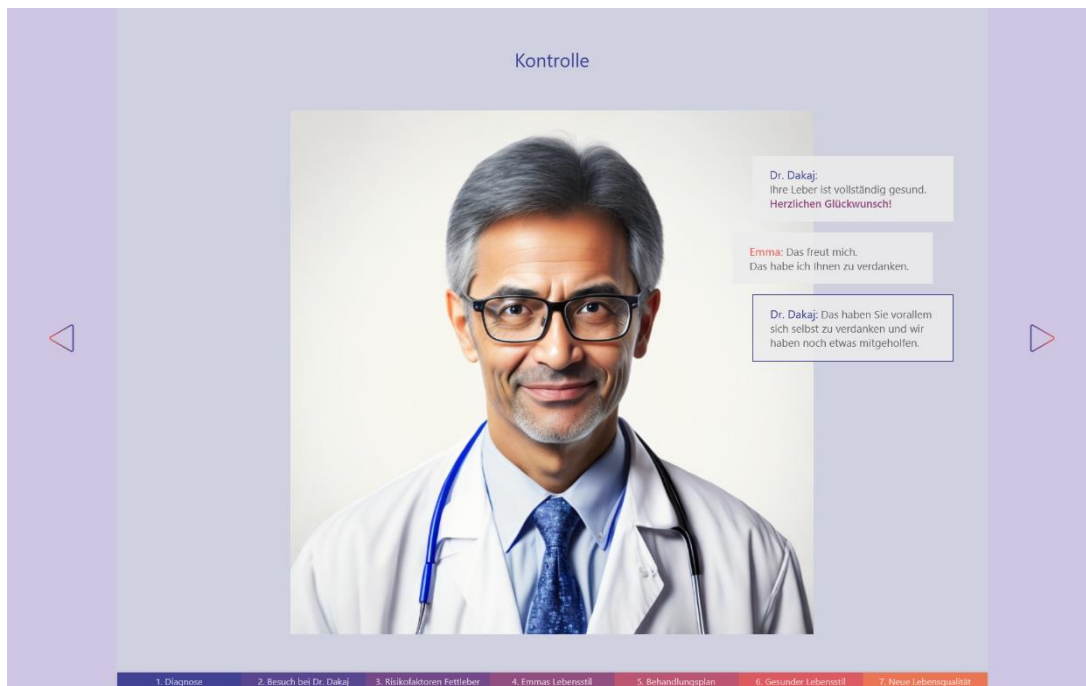 Kontrolle
Dr. Dakaj:
Ihre Leber ist vollständig gesund.
Herzlichen Glückwunsch!
Emma: Das freut mich.
Das habe ich Ihnen zu verdanken.
Dr. Dakaj: Das haben Sie vorallem
sich selbst zu verdanken und wir
haben noch etwas mitgeholfen.
1. Diagnose
2. Besuch bei Dr. Dakaj
3. Risikofaktoren Fettleber
4. Emmas Lebensstil
5. Behandlungsplan
6. Gesunder Lebensstil
7. Neue Lebensqualität